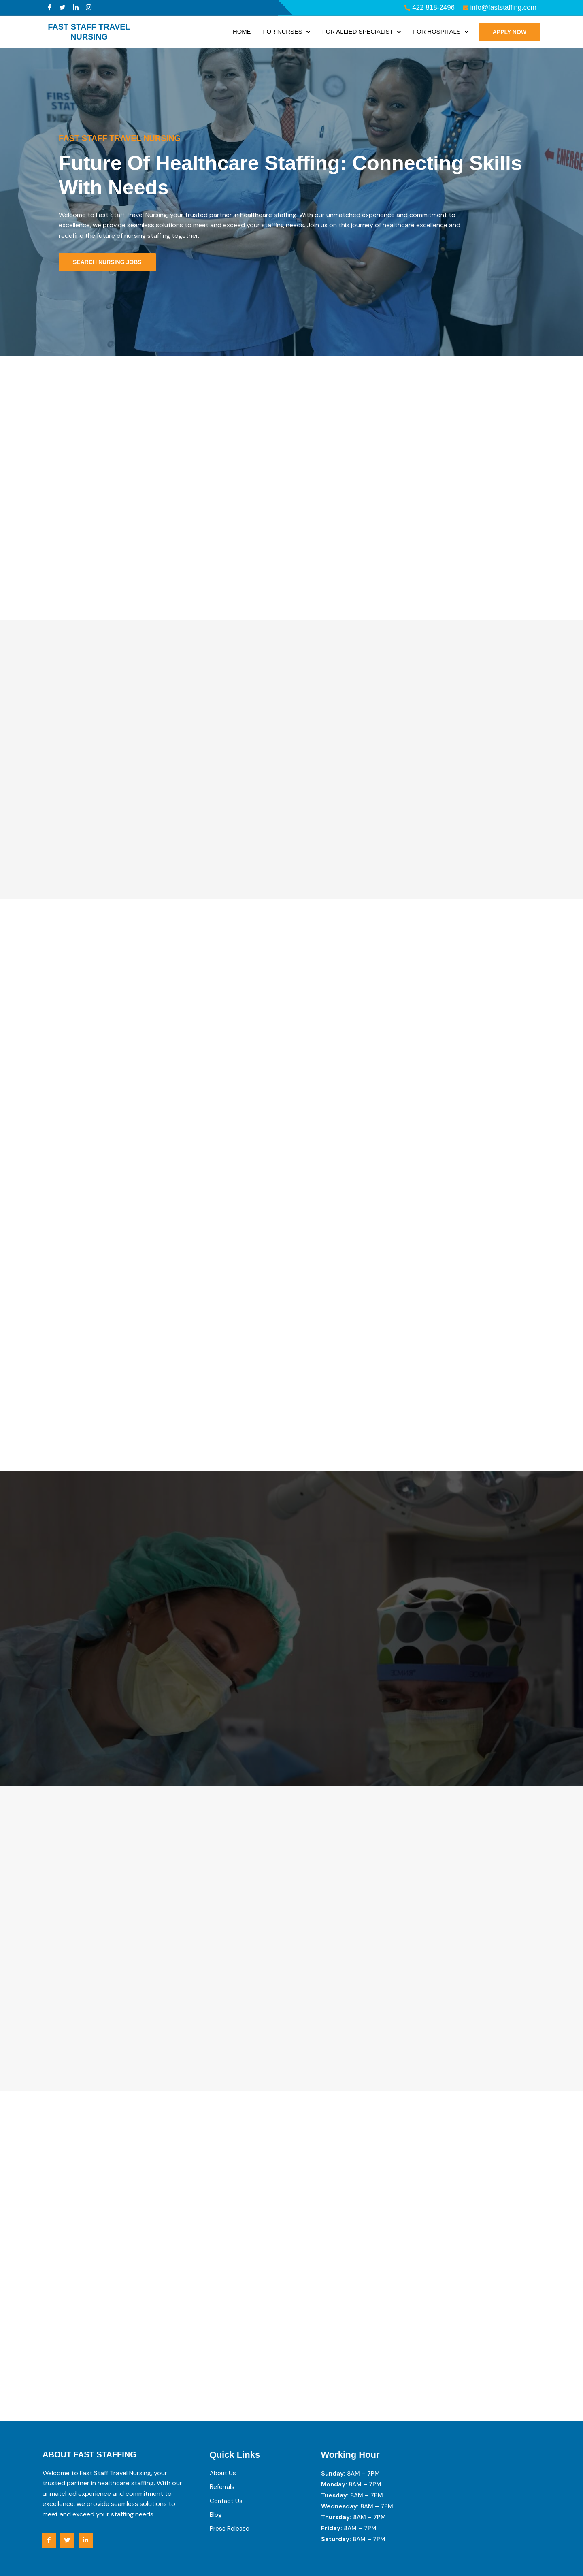 422 818-2496 info@faststaffing.com
FAST STAFF TRAVEL
NURSING
HOME FOR NURSES FOR ALLIED SPECIALIST FOR HOSPITALS APPLY NOW
FIRST
STAT
EMERGE
FAST STAFF TRAVEL NURSING
Future Of Healthcare Staffing: Connecting Skills
With Needs
Welcome to Fast Staff Travel Nursing, your trusted partner in healthcare staffing. With our unmatched experience and commitment to
excellence, we provide seamless solutions to meet and exceed your staffing needs. Join us on this journey of healthcare excellence and
redefine the future of nursing staffing together.
SEARCH NURSING JOBS
ABOUT FAST STAFFING
Welcome to Fast Staff Travel Nursing, your
trusted partner in healthcare staffing. With our
unmatched experience and commitment to
excellence, we provide seamless solutions to
meet and exceed your staffing needs.
Quick Links
About Us
Referrals
Contact Us
Blog
Press Release
Working Hour
Sunday: 8AM – 7PM
Monday: 8AM – 7PM
Tuesday: 8AM – 7PM
Wednesday: 8AM – 7PM
Thursday: 8AM – 7PM
Friday: 8AM – 7PM
Saturday: 8AM – 7PM